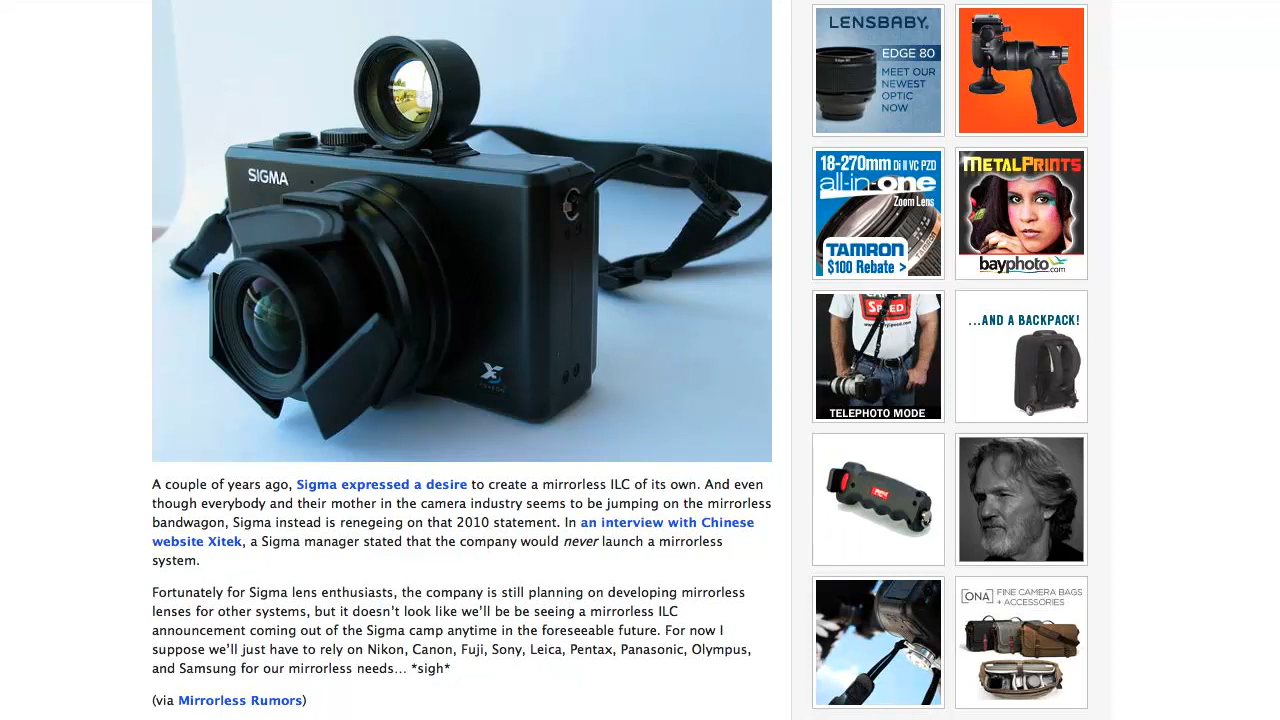 SIGMA
A couple of years ago, Sigma expressed a desire to create a mirrorless ILC of its own. And even
though everybody and their mother in the camera industry seems to be jumping on the mirrorless
bandwagon, Sigma instead is renegeing on that 2010 statement. In an interview with Chinese
website Xitek, a Sigma manager stated that the company would never launch a mirrorless
system.
Fortunately for Sigma lens enthusiasts, the company is still planning on developing mirrorless
lenses for other systems, but it doesn't look like we'll be be seeing a mirrorless ILC
announcement coming out of the Sigma camp anytime in the foreseeable future. For now I
suppose we'll just have to rely on Nikon, Canon, Fuji, Sony, Leica, Pentax, Panasonic, Olympus,
and Samsung for our mirrorless needs... *sigh*
(via Mirrorless Rumors)
LENSBABY.
EDGE 80
MEET OUR
NEWEST
OPTIC
NOW
18-270mm Di II VC PZD
all-in-one
Zoom Lens
TAMRON
$100 Rebate >
METALPRINTS
bayphoto.com
SPEED
TELEPHOTO MODE
...AND A BACKPACK!
ONA
FINE CAMERA BAGS
+ ACCESSORIES